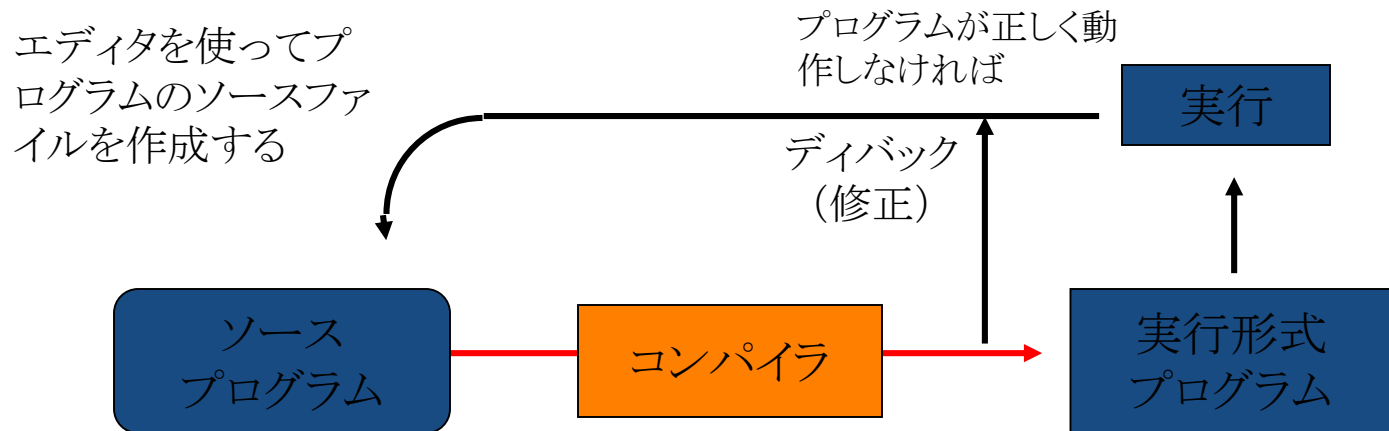 エディタを使ってプ
ログラムのソースファ
イルを作成する
プログラムが正しく動
作しなければ
実行
ディバック
（修正）
ソース
プログラム
コンパイラ
実行形式
プログラム